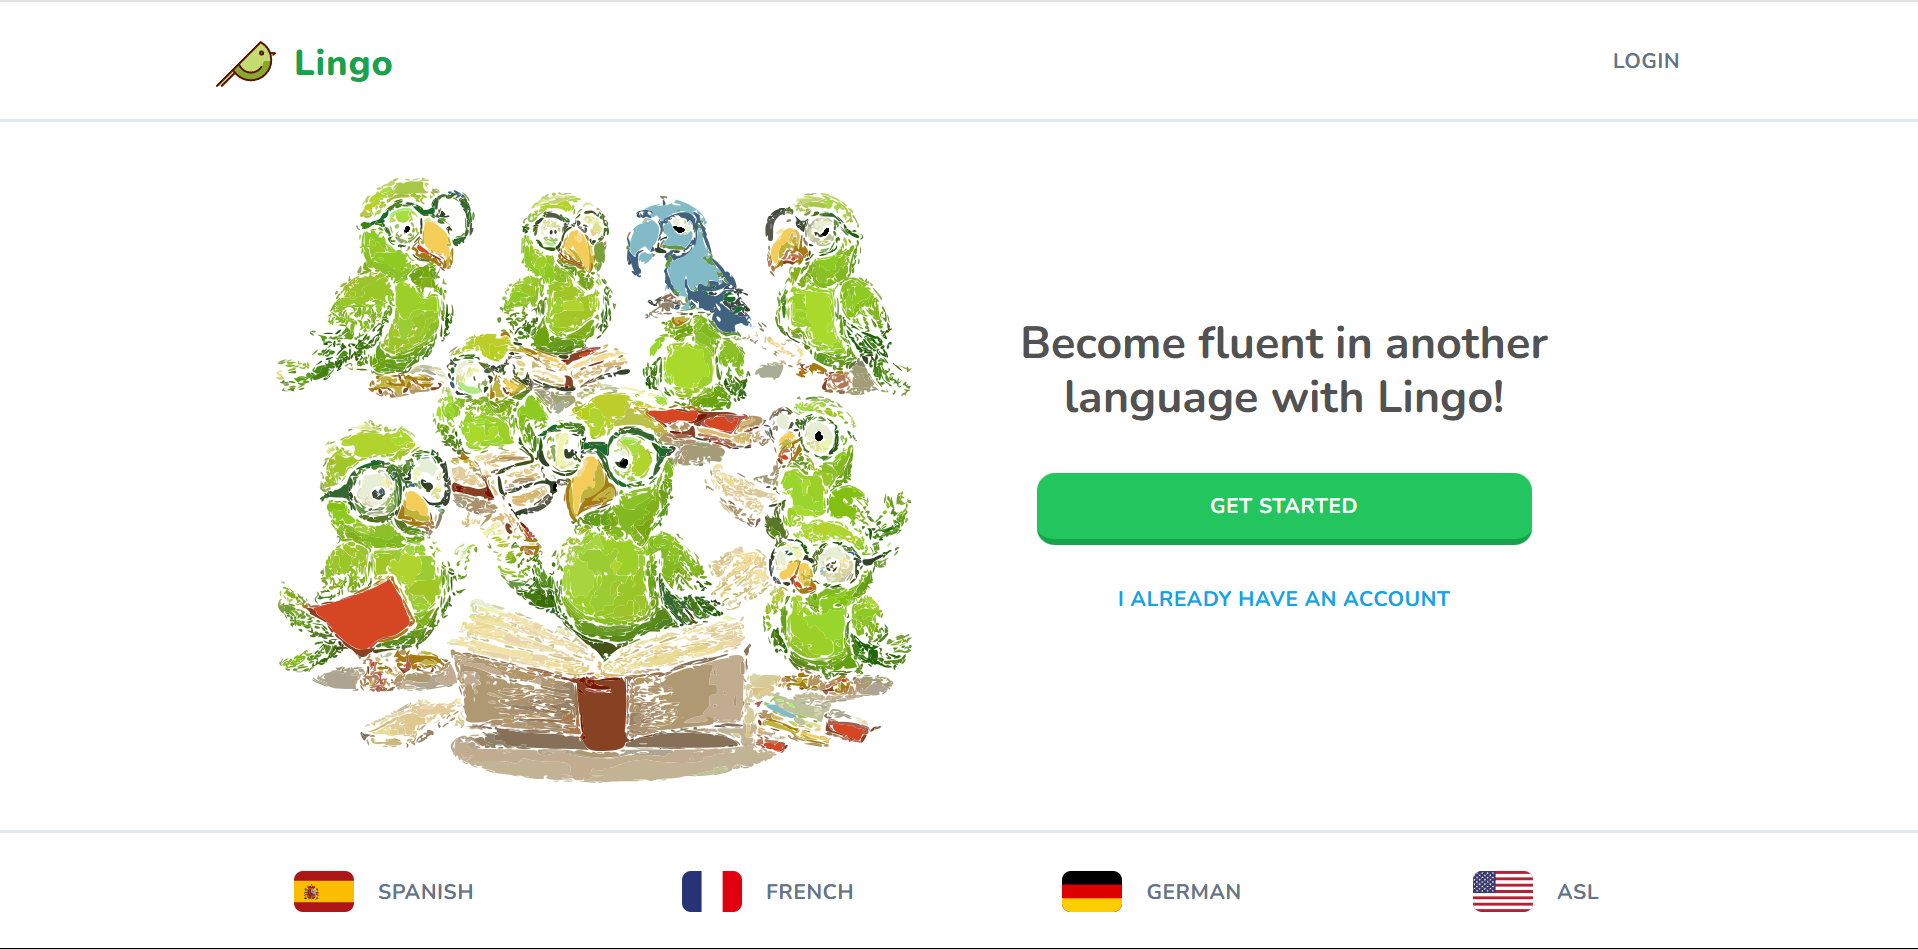 Lingo
LOGIN
Become fluent in another
language with Lingo!
GET STARTED
I ALREADY HAVE AN ACCOUNT
SPANISH
FRENCH
GERMAN
ASL